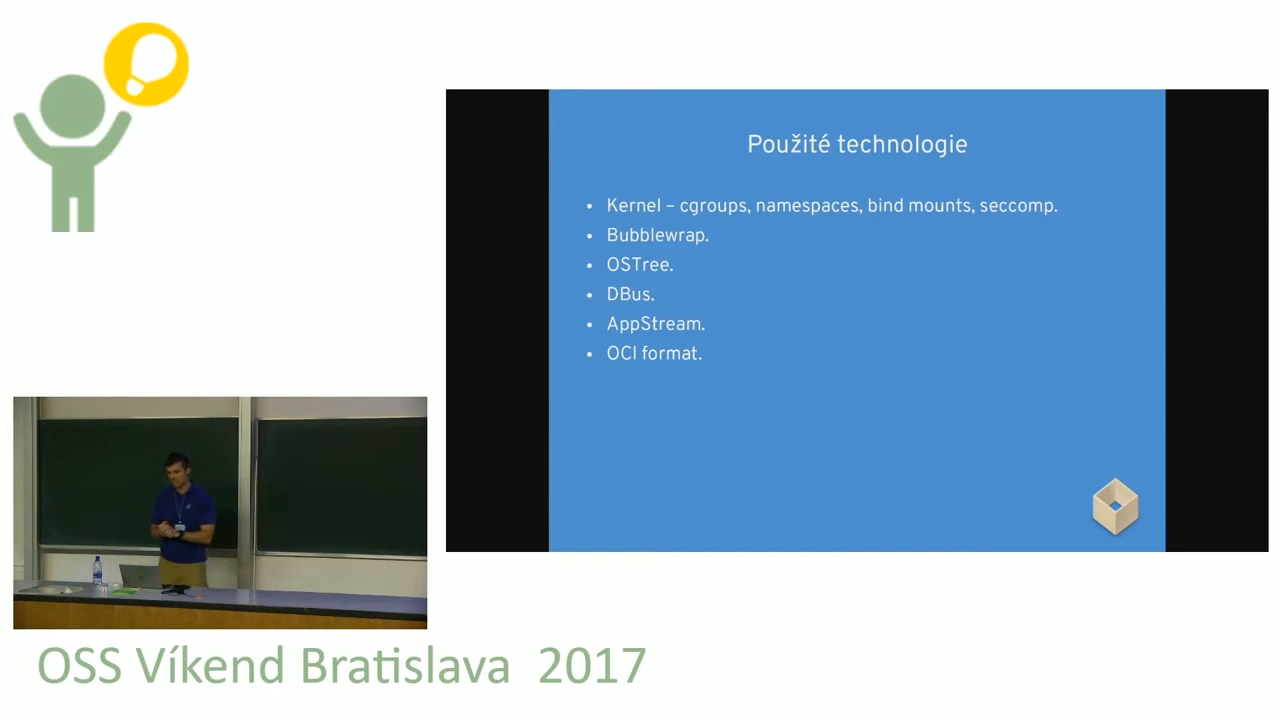 Použité technologie
• Kernel – cgroups, namespaces, bind mounts, seccomp.
• Bubblewrap.
• OSTree.
• DBus.
• AppStream.
• OCI format.
OSS Víkend Bratislava 2017